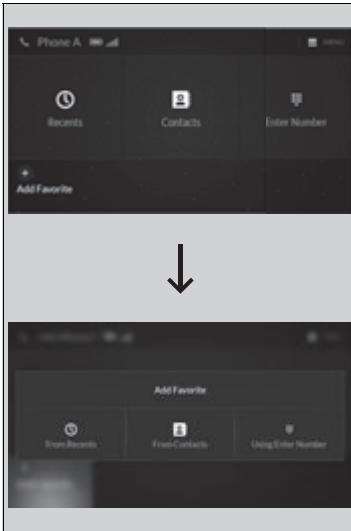 Phone A
MENU
Recents
Contacts
Enter Number
Add Favorite
Add Favorite
From Recents
From Contacts
Using Enter Number